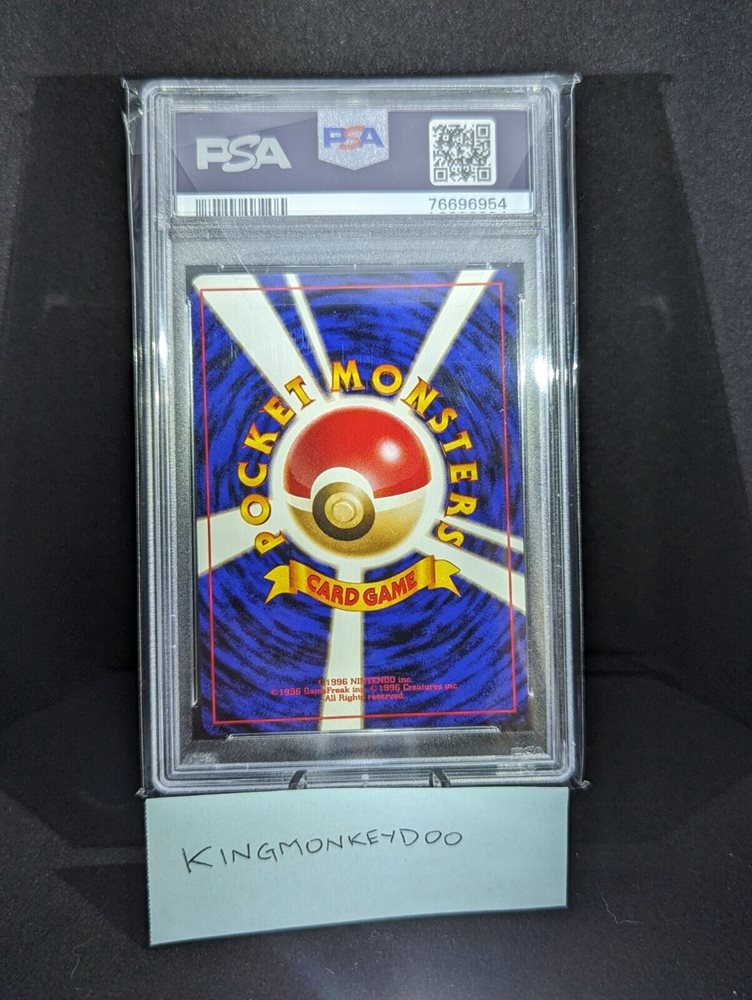 PSA
PSA
76696954
POCKET MONSTERS
CARD GAME
©1996 NINTENDO inc.
©1996 GameFreak inc. ©1996 Creatures inc
All Rights reserved.
PSA
KINGMONKEYDOO